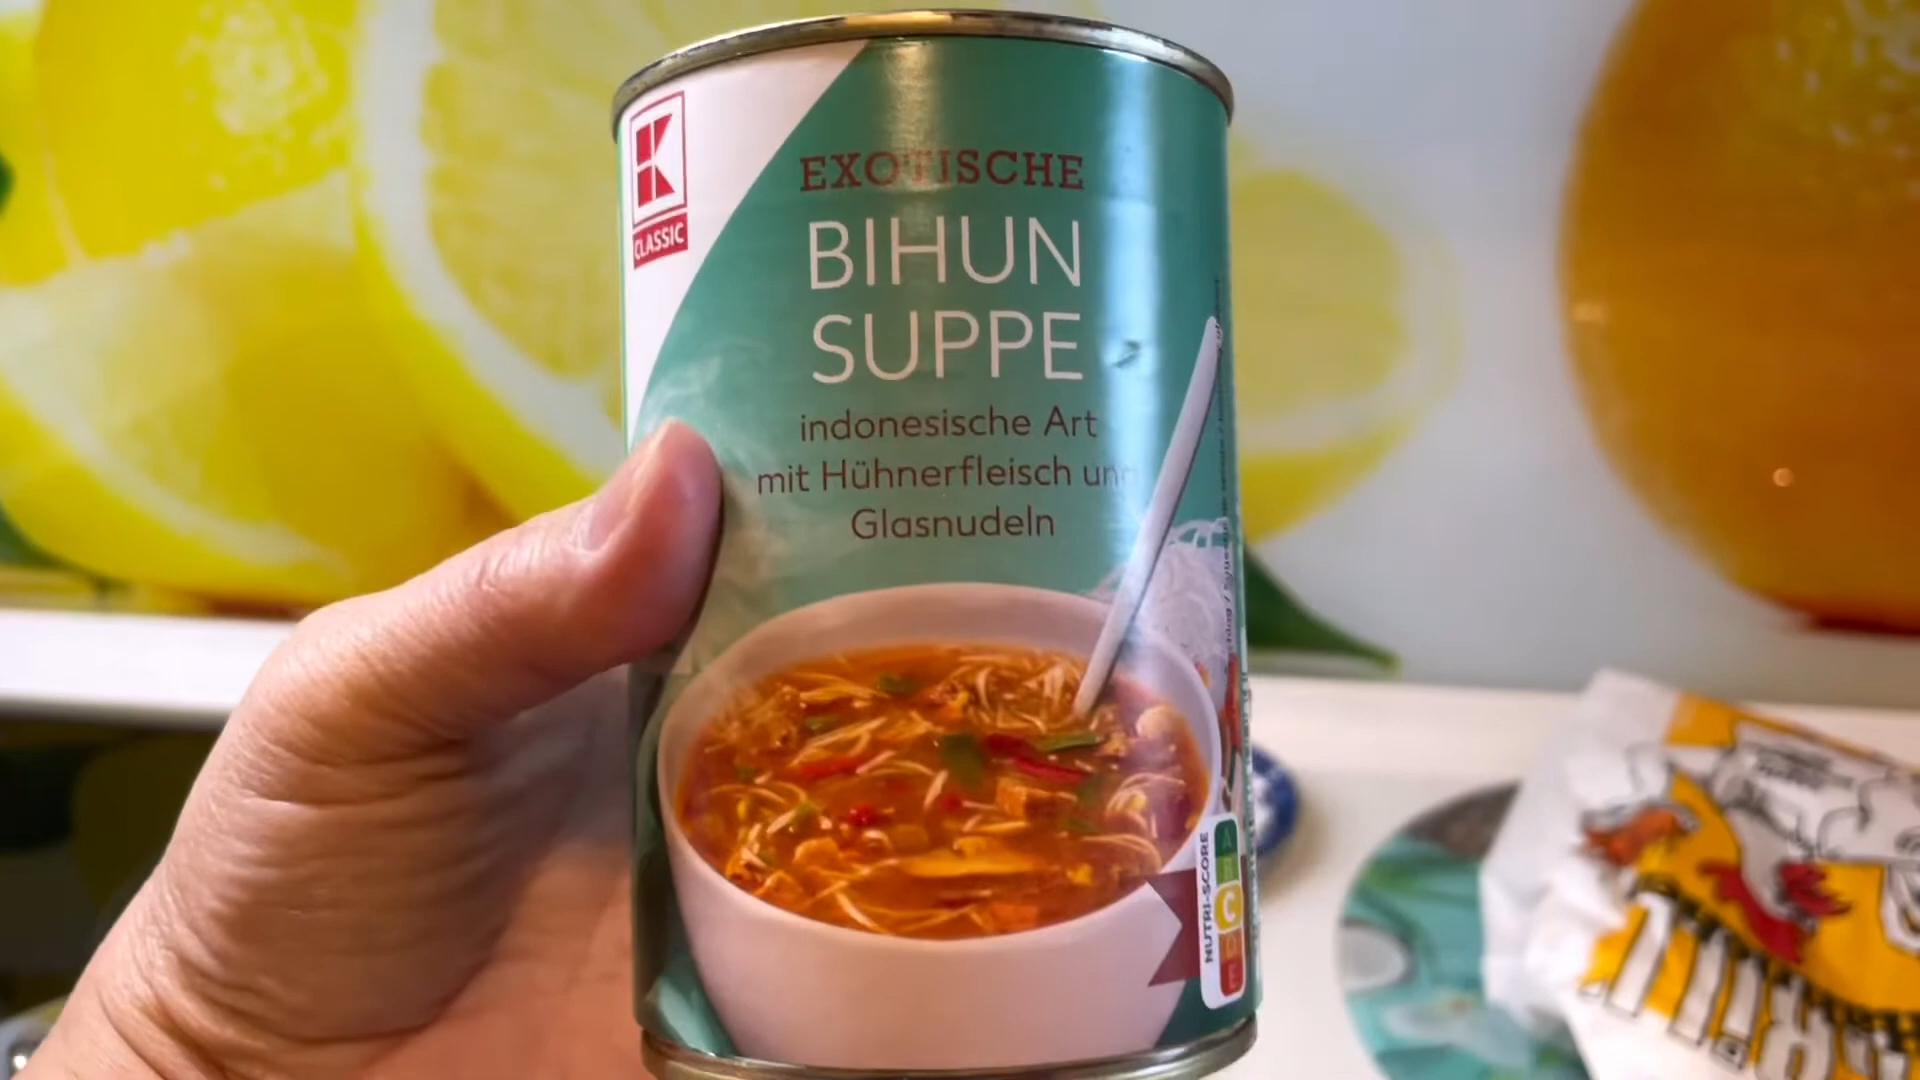 K
CLASSIC
EXOTISCHE
BIHUN
SUPPE
indonesische Art
mit Hühnerfleisch und
Glasnudeln
NUTRI-SCORE
A
B
C
D
E